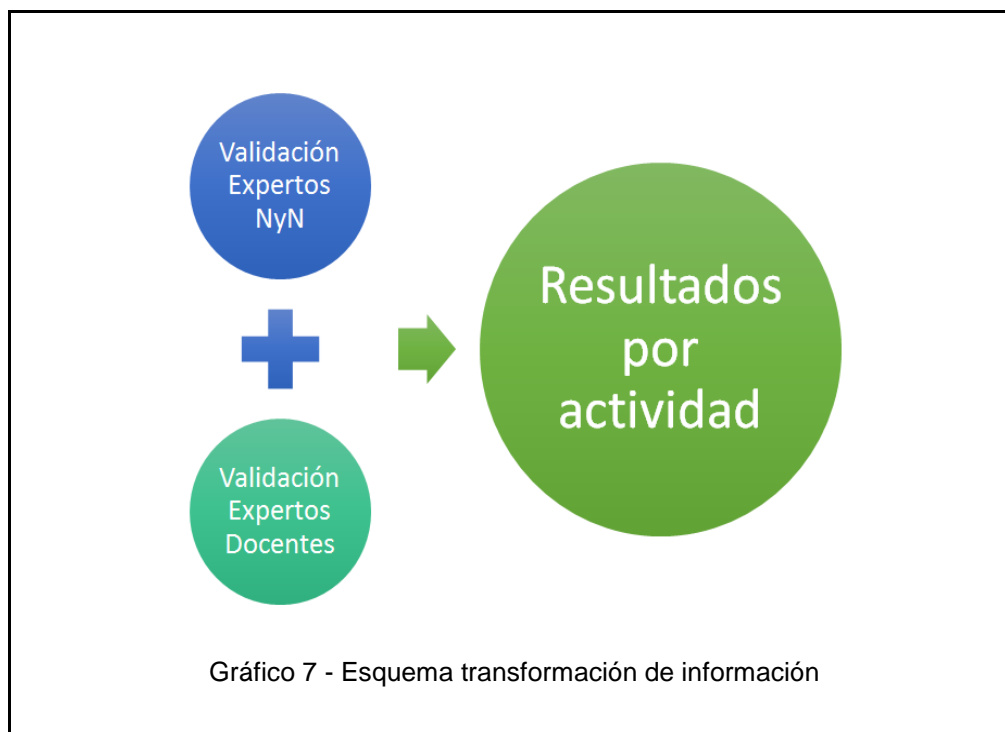 Validación
Expertos
NyN
Validación
Expertos
Docentes
Resultados
por
actividad
Gráfico 7 - Esquema transformación de información